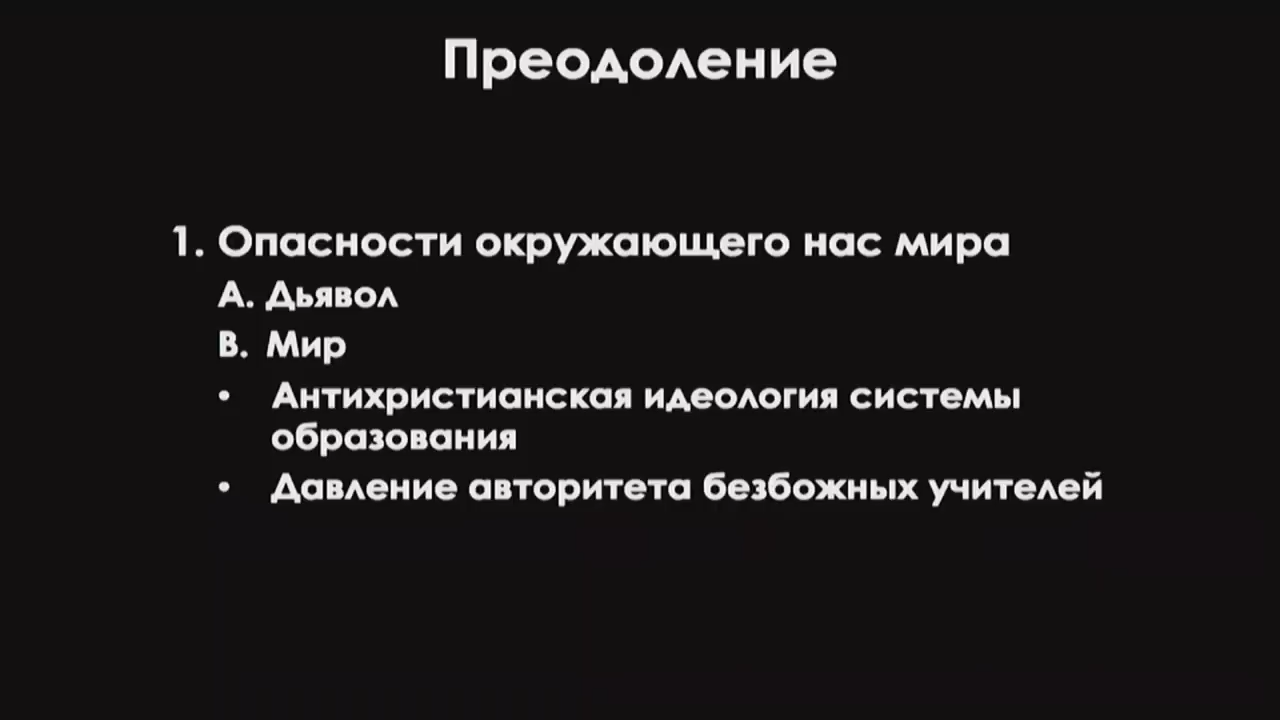 Преодоление
1. Опасности окружающего нас мира
А. Дьявол
В. Мир
• Антихристианская идеология системы
образования
• Давление авторитета безбожных учителей